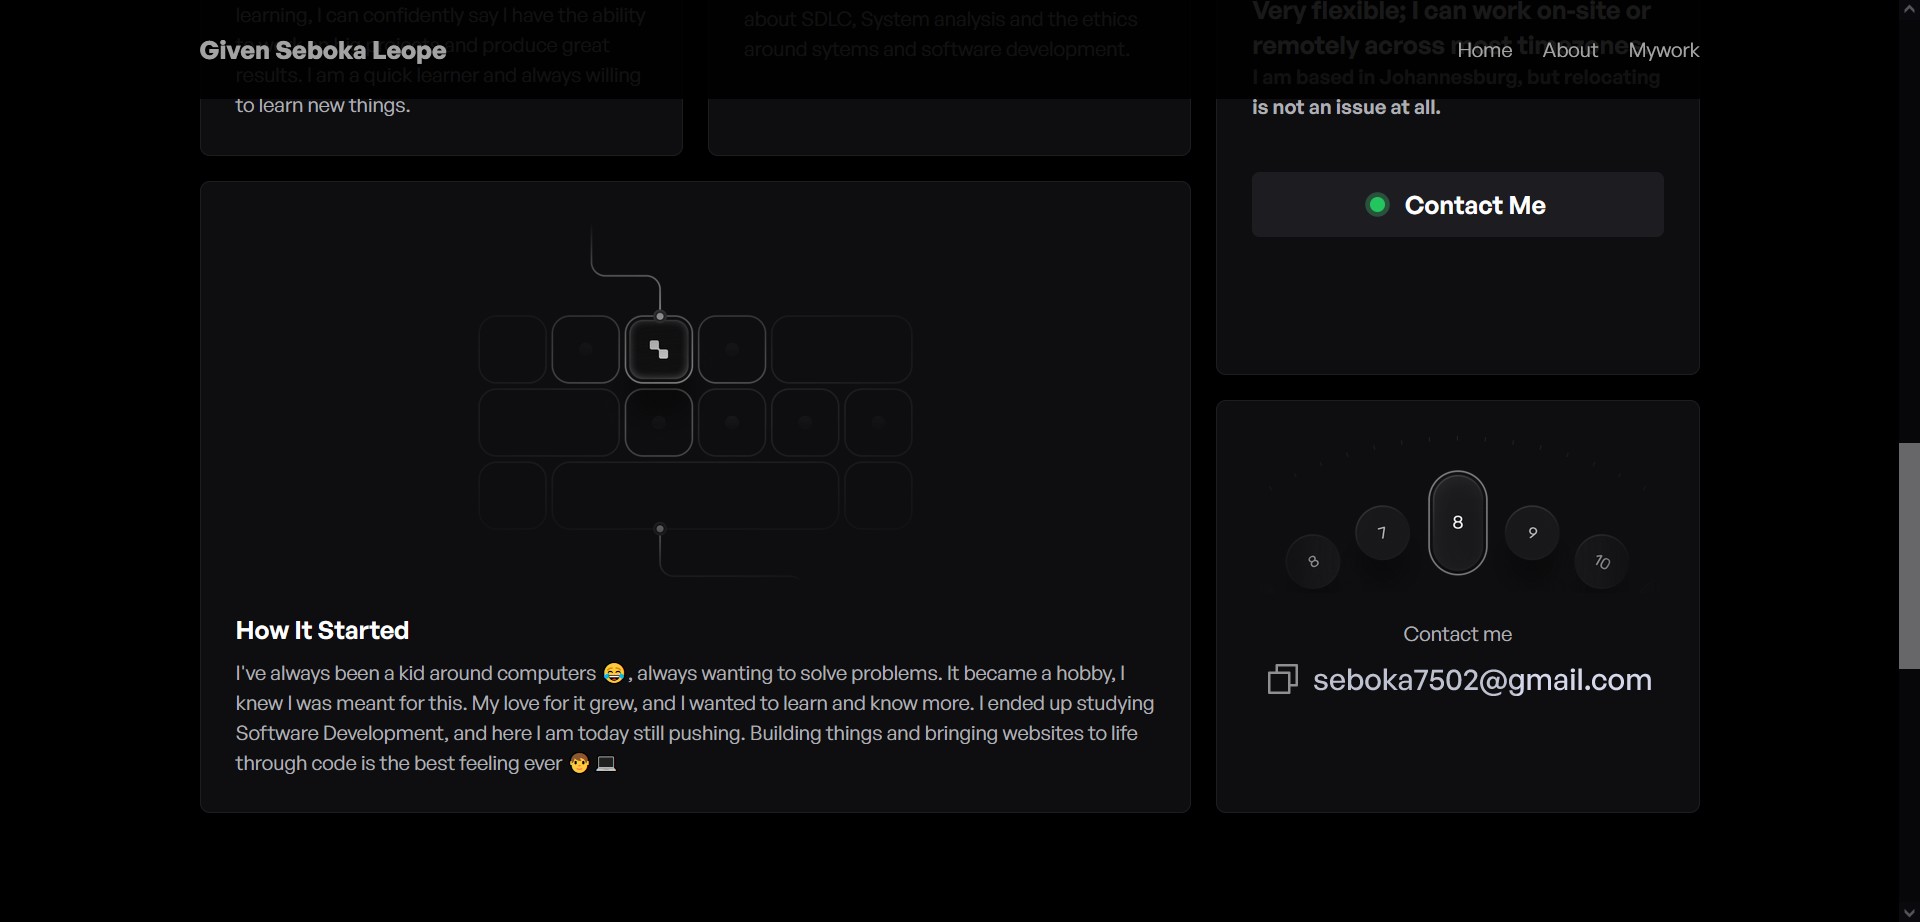 learning, I can confidently say I have the ability
and produce great
results. I am a quick learner and always willing
to learn new things.
about SDLC, System analysis and the ethics
around sytems and software development.
Very flexible; I can work on-site or
remotely across most timezones
I am based in Johannesburg, but relocating
is not an issue at all.
Given Seboka Leope
Home
About
Mywork
Contact Me
How It Started
I've always been a kid around computers 😂, always wanting to solve problems. It became a hobby, I
knew I was meant for this. My love for it grew, and I wanted to learn and know more. I ended up studying
Software Development, and here I am today still pushing. Building things and bringing websites to life
through code is the best feeling ever 🧒 💻
8
7
8
9
10
Contact me
seboka7502@gmail.com